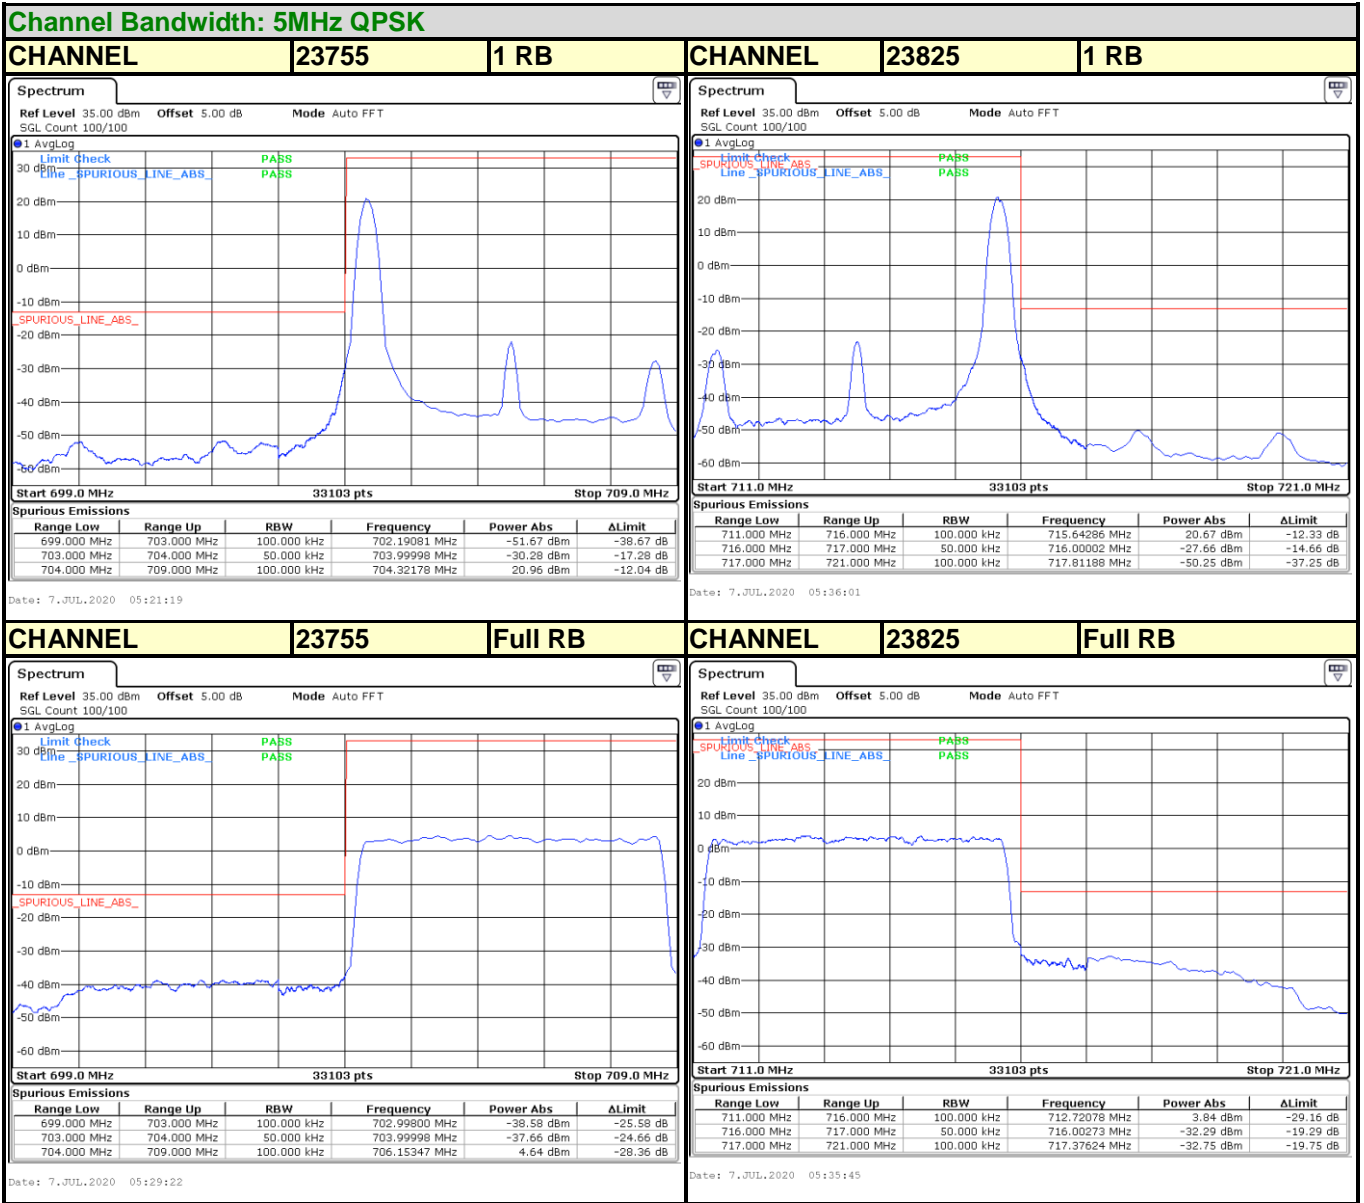 Channel Bandwidth: 5MHz QPSK
CHANNEL 23755 1 RB
Spectrum
Ref Level 35.00 dBm Offset 5.00 dB Mode Auto FFT
SGL Count 100/100
1 AvgLog
Limit Check PASS
30 dBm
Line _SPURIOUS_LINE_ABS_ PASS
20 dBm
10 dBm
0 dBm
-10 dBm
_SPURIOUS_LINE_ABS_
-20 dBm
-30 dBm
-40 dBm
-50 dBm
-60 dBm
Start 699.0 MHz 33103 pts Stop 709.0 MHz
Spurious Emissions
Range Low Range Up RBW Frequency Power Abs ΔLimit
699.000 MHz 703.000 MHz 100.000 kHz 702.19081 MHz -51.67 dBm -38.67 dB
703.000 MHz 704.000 MHz 50.000 kHz 703.99998 MHz -30.28 dBm -17.28 dB
704.000 MHz 709.000 MHz 100.000 kHz 704.32178 MHz 20.96 dBm -12.04 dB
Date: 7.JUL.2020 05:21:19
CHANNEL 23825 1 RB
Spectrum
Ref Level 35.00 dBm Offset 5.00 dB Mode Auto FFT
SGL Count 100/100
1 AvgLog
Limit Check PASS
_SPURIOUS_LINE_ABS_
Line _SPURIOUS_LINE_ABS_ PASS
20 dBm
10 dBm
0 dBm
-10 dBm
-20 dBm
-30 dBm
-40 dBm
-50 dBm
-60 dBm
Start 711.0 MHz 33103 pts Stop 721.0 MHz
Spurious Emissions
Range Low Range Up RBW Frequency Power Abs ΔLimit
711.000 MHz 716.000 MHz 100.000 kHz 715.64286 MHz 20.67 dBm -12.33 dB
716.000 MHz 717.000 MHz 50.000 kHz 716.00002 MHz -27.66 dBm -14.66 dB
717.000 MHz 721.000 MHz 100.000 kHz 717.81188 MHz -50.25 dBm -37.25 dB
Date: 7.JUL.2020 05:36:01
CHANNEL 23755 Full RB
Spectrum
Ref Level 35.00 dBm Offset 5.00 dB Mode Auto FFT
SGL Count 100/100
1 AvgLog
Limit Check PASS
30 dBm
Line _SPURIOUS_LINE_ABS_ PASS
20 dBm
10 dBm
0 dBm
-10 dBm
_SPURIOUS_LINE_ABS_
-20 dBm
-30 dBm
-40 dBm
-50 dBm
-60 dBm
Start 699.0 MHz 33103 pts Stop 709.0 MHz
Spurious Emissions
Range Low Range Up RBW Frequency Power Abs ΔLimit
699.000 MHz 703.000 MHz 100.000 kHz 702.99800 MHz -38.58 dBm -25.58 dB
703.000 MHz 704.000 MHz 50.000 kHz 703.99998 MHz -37.66 dBm -24.66 dB
704.000 MHz 709.000 MHz 100.000 kHz 706.15347 MHz 4.64 dBm -28.36 dB
Date: 7.JUL.2020 05:29:22
CHANNEL 23825 Full RB
Spectrum
Ref Level 35.00 dBm Offset 5.00 dB Mode Auto FFT
SGL Count 100/100
1 AvgLog
Limit Check PASS
_SPURIOUS_LINE_ABS_
Line _SPURIOUS_LINE_ABS_ PASS
20 dBm
10 dBm
0 dBm
-10 dBm
-20 dBm
-30 dBm
-40 dBm
-50 dBm
-60 dBm
Start 711.0 MHz 33103 pts Stop 721.0 MHz
Spurious Emissions
Range Low Range Up RBW Frequency Power Abs ΔLimit
711.000 MHz 716.000 MHz 100.000 kHz 712.72078 MHz 3.84 dBm -29.16 dB
716.000 MHz 717.000 MHz 50.000 kHz 716.00273 MHz -32.29 dBm -19.29 dB
717.000 MHz 721.000 MHz 100.000 kHz 717.37624 MHz -32.75 dBm -19.75 dB
Date: 7.JUL.2020 05:35:45